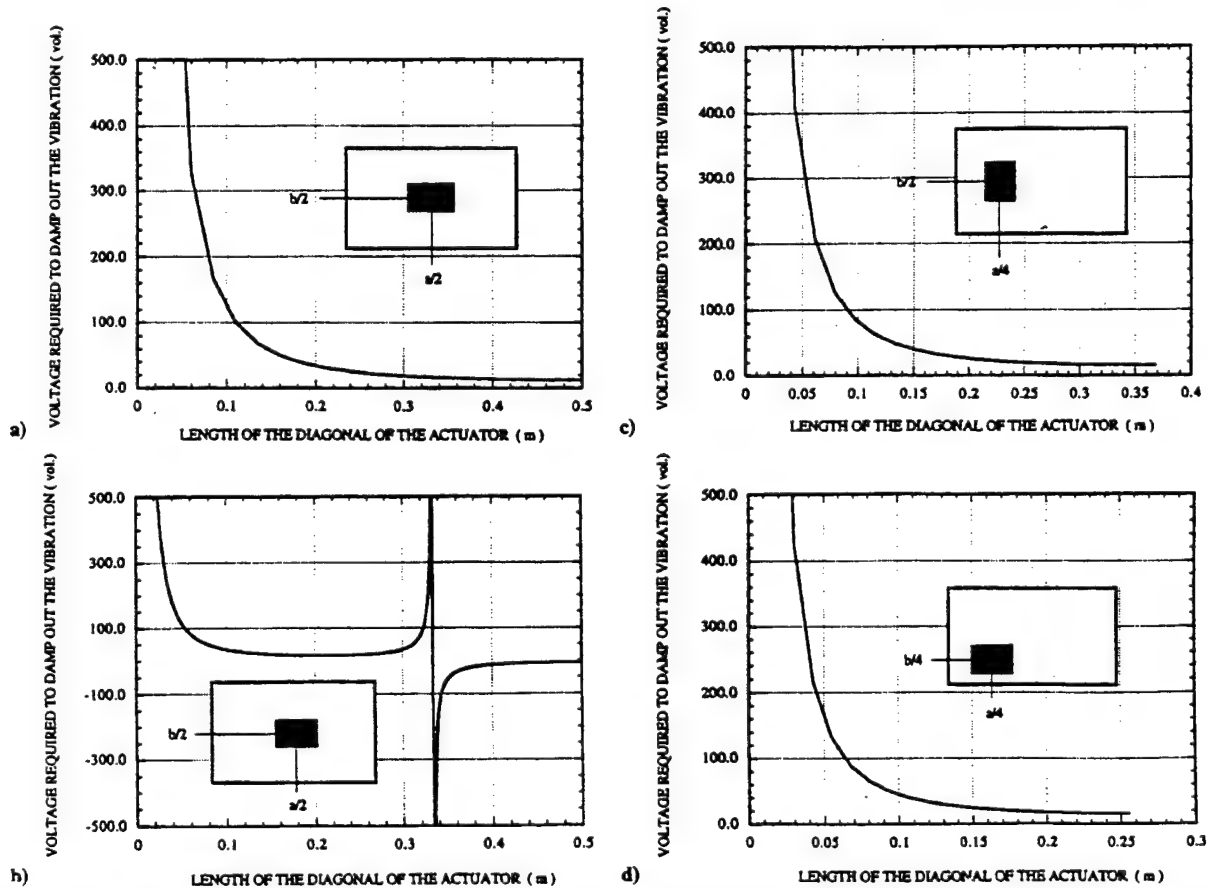 VOLTAGE REQUIRED TO DAMP OUT THE VIBRATION ( vol.)
500.0
400.0
300.0
200.0
100.0
0.0
0
0.1
0.2
0.3
0.4
0.5
b/2
a/2
a)
LENGTH OF THE DIAGONAL OF THE ACTUATOR ( m )
VOLTAGE REQUIRED TO DAMP OUT THE VIBRATION ( vol.)
500.0
400.0
300.0
200.0
100.0
0.0
0
0.05
0.1
0.15
0.2
0.25
0.3
0.35
0.4
b/2
a/4
c)
LENGTH OF THE DIAGONAL OF THE ACTUATOR ( m )
VOLTAGE REQUIRED TO DAMP OUT THE VIBRATION ( vol.)
500.0
300.0
100.0
-100.0
-300.0
-500.0
0
0.1
0.2
0.3
0.4
0.5
b/2
a/2
b)
LENGTH OF THE DIAGONAL OF THE ACTUATOR ( m )
VOLTAGE REQUIRED TO DAMP OUT THE VIBRATION ( vol.)
500.0
400.0
300.0
200.0
100.0
0.0
0
0.05
0.1
0.15
0.2
0.25
0.3
b/4
a/4
d)
LENGTH OF THE DIAGONAL OF THE ACTUATOR ( m )